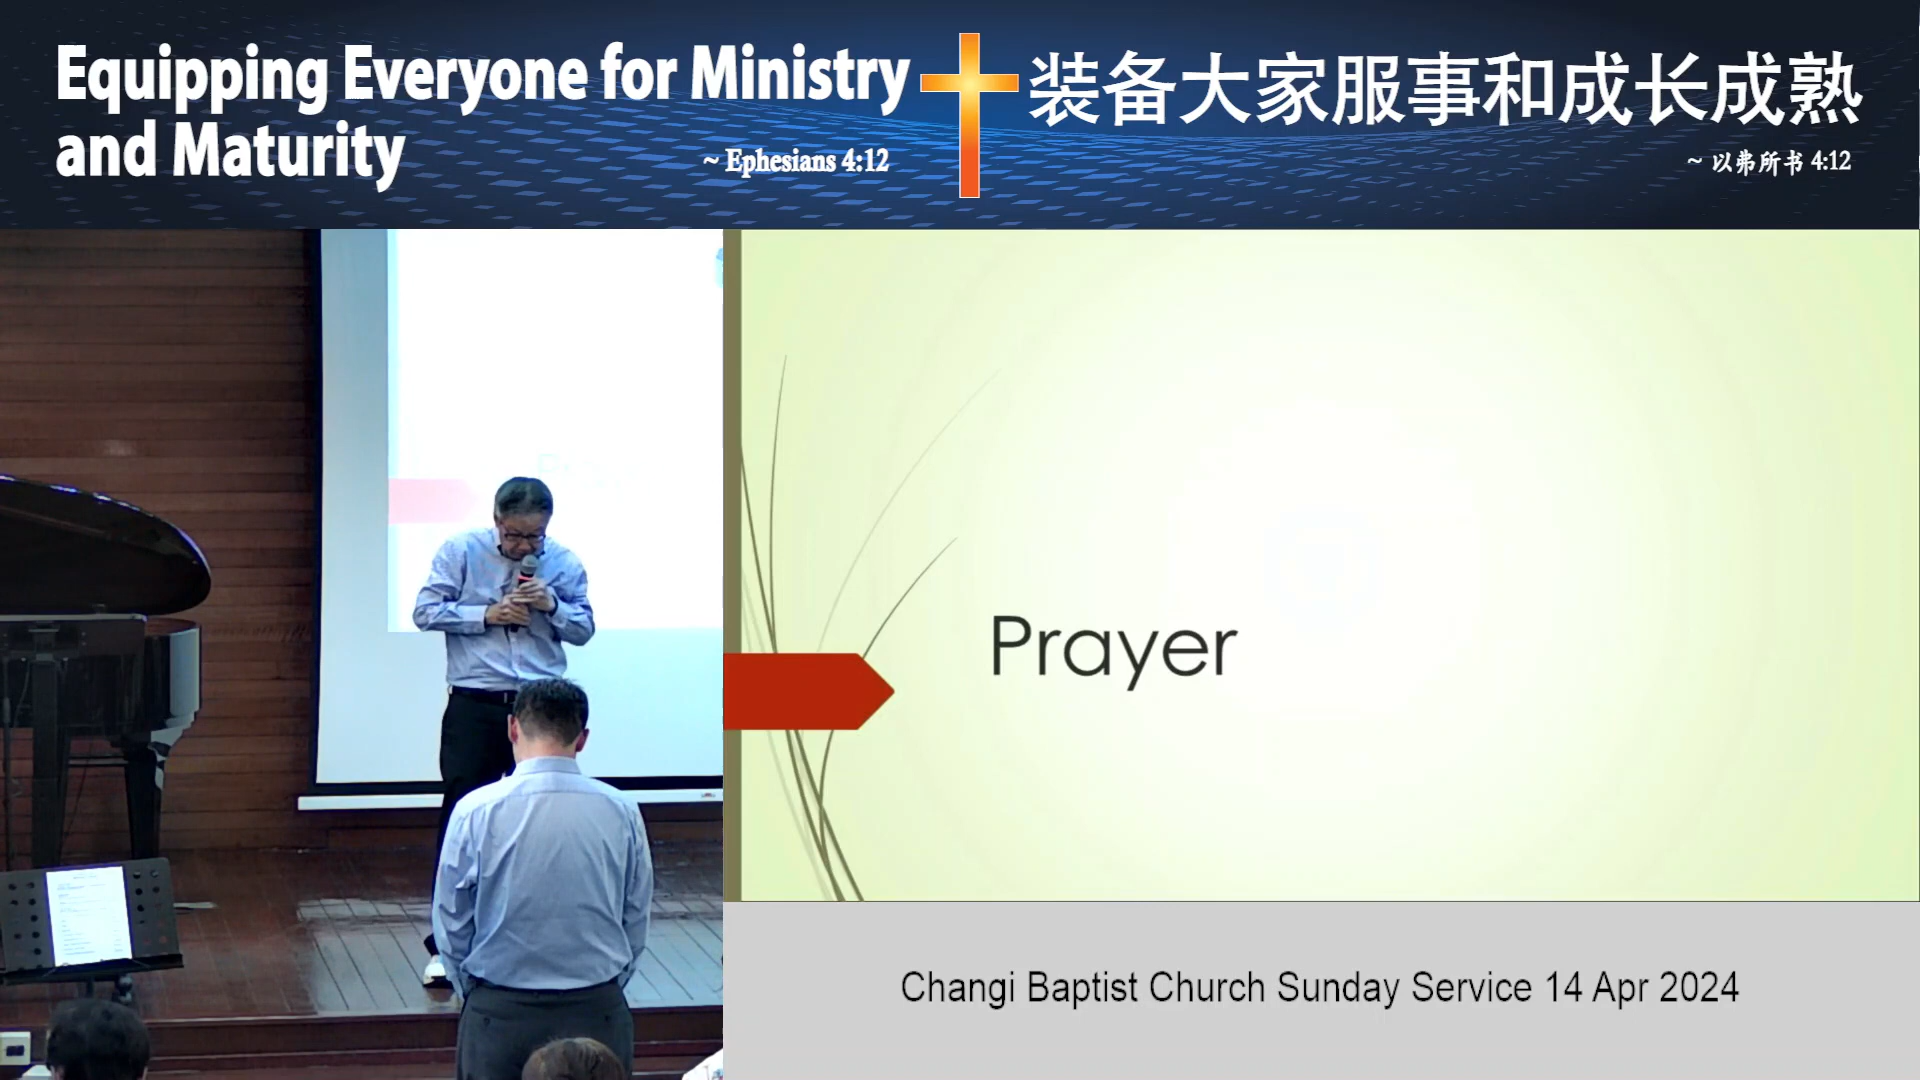 Equipping Everyone for Ministry
and Maturity
~ Ephesians 4:12
装备大家服事和成长成熟
~ 以弗所书 4:12
Prayer
Changi Baptist Church Sunday Service 14 Apr 2024